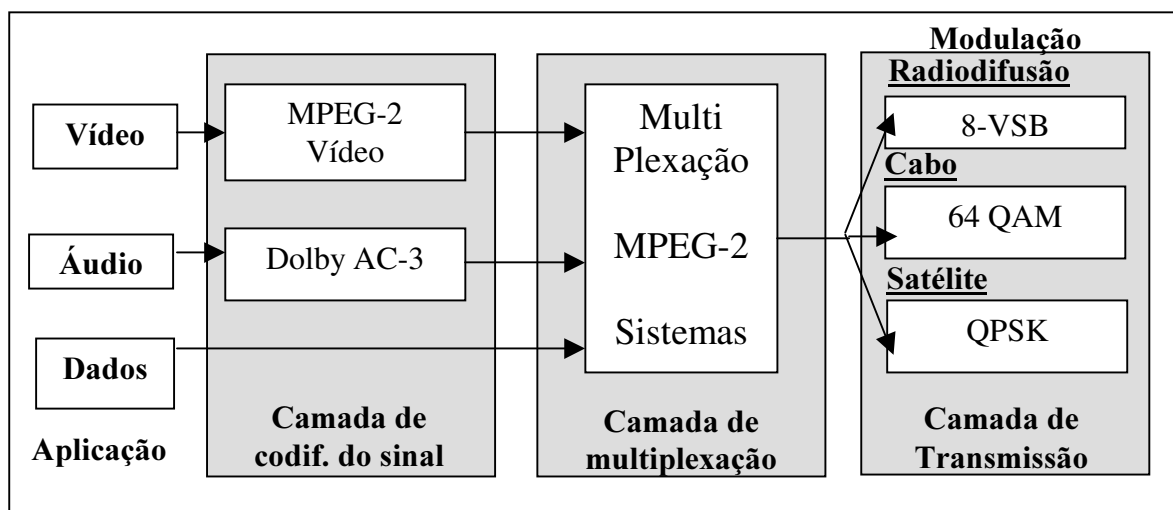 Vídeo
Áudio
Dados
Aplicação
MPEG-2
Vídeo
Dolby AC-3
Camada de
codif. do sinal
Multi
Plexação
MPEG-2
Sistemas
Camada de
multiplexação
Modulação
Radiodifusão
8-VSB
Cabo
64 QAM
Satélite
QPSK
Camada de
Transmissão